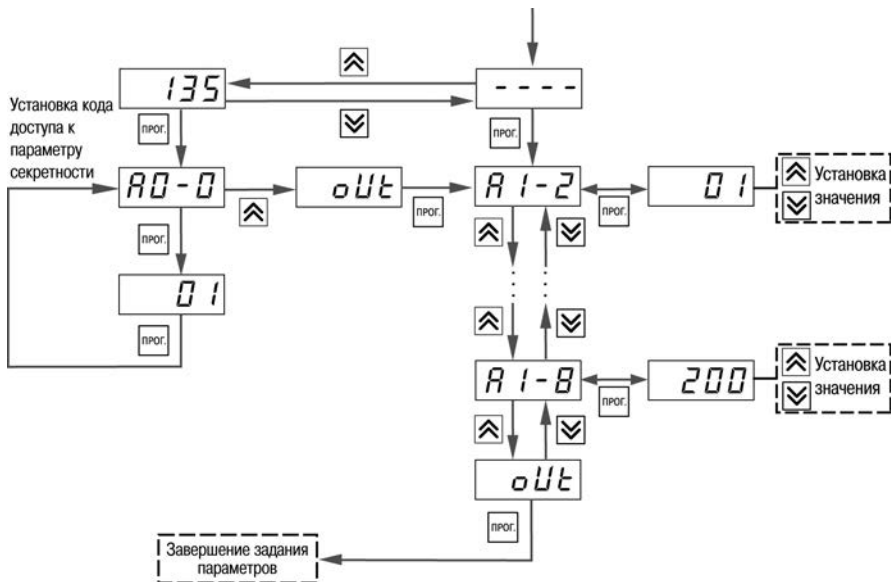 135
- - - -
Установка кода
доступа к
параметру
секретности
ПРОГ.
ПРОГ.
A0-0
oUt
ПРОГ.
A1-2
ПРОГ.
01
Установка
значения
ПРОГ.
01
ПРОГ.
A1-8
ПРОГ.
200
Установка
значения
oUt
ПРОГ.
Завершение задания
параметров